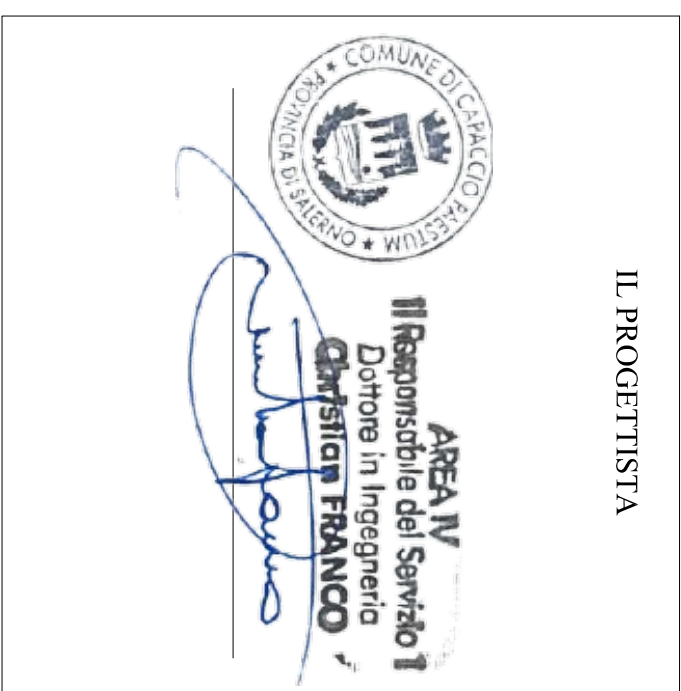 IL PROGETTISTA
COMUNE DI CAPACCIO PAESTUM * PROVINCIA DI SALERNO *
AREA IV
Il Responsabile del Servizio 1
Dottore in Ingegneria
Christian FRANCO